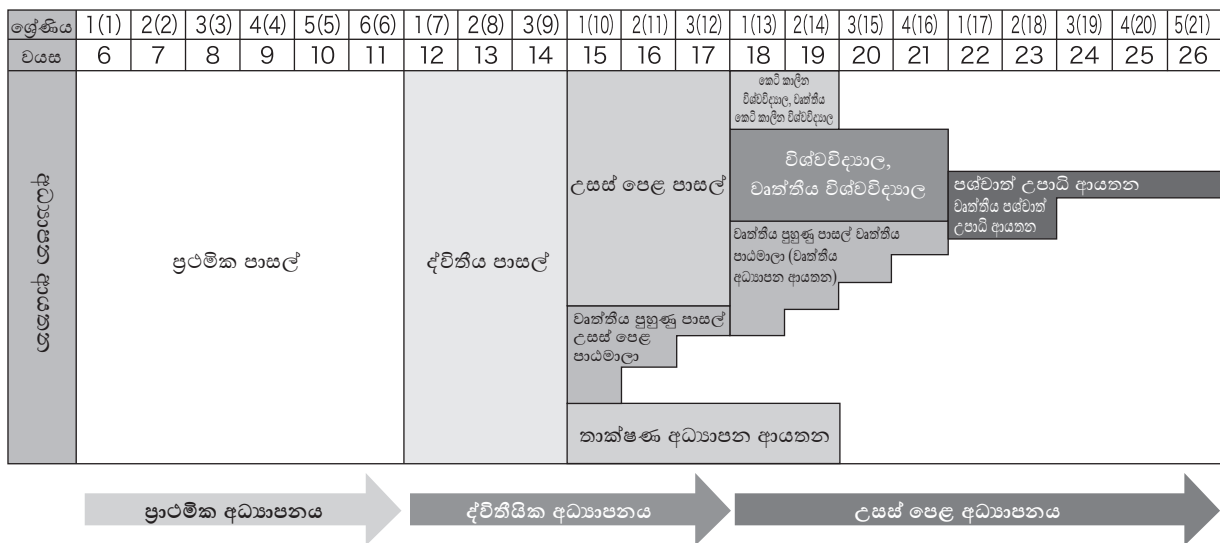 ශ්‍රේණිය 1(1) 2(2) 3(3) 4(4) 5(5) 6(6) 1(7) 2(8) 3(9) 1(10) 2(11) 3(12) 1(13) 2(14) 3(15) 4(16) 1(17) 2(18) 3(19) 4(20) 5(21)
වයස 6 7 8 9 10 11 12 13 14 15 16 17 18 19 20 21 22 23 24 25 26
අධ්‍යාපන ආයතන
ප්‍රථමික පාසල්
ද්විතීය පාසල්
උසස් පෙළ පාසල්
වෘත්තීය පුහුණු පාසල්
උසස් පෙළ
පාඨමාලා
තාක්ෂණ අධ්‍යාපන ආයතන
කෙටි කාලීන
විශ්වවිද්‍යාල, වෘත්තීය
කෙටි කාලීන විශ්වවිද්‍යාල
විශ්වවිද්‍යාල,
වෘත්තීය විශ්වවිද්‍යාල
වෘත්තීය පුහුණු පාසල් වෘත්තීය
පාඨමාලා (වෘත්තීය
අධ්‍යාපන ආයතන)
පශ්චාත් උපාධි ආයතන
වෘත්තීය පශ්චාත්
උපාධි ආයතන
ප්‍රාථමික අධ්‍යාපනය
ද්විතීයික අධ්‍යාපනය
උසස් පෙළ අධ්‍යාපනය